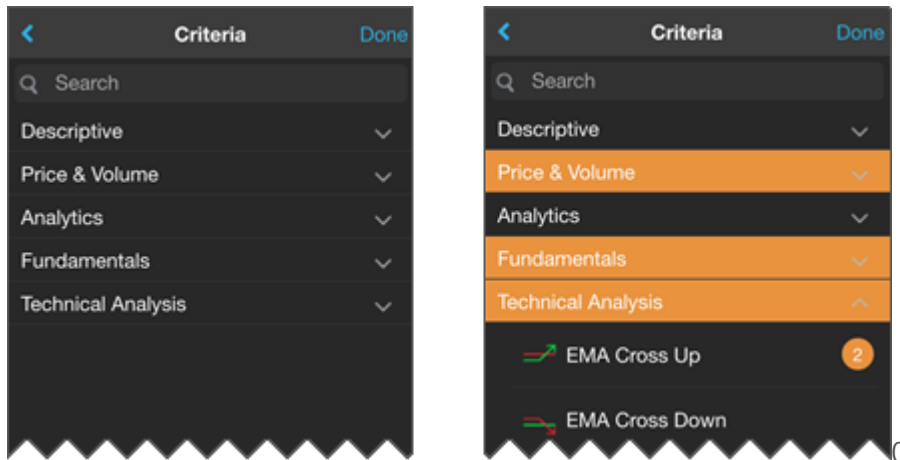 Criteria Done
Search
Descriptive
Price & Volume
Analytics
Fundamentals
Technical Analysis
Criteria Done
Search
Descriptive
Price & Volume
Analytics
Fundamentals
Technical Analysis
EMA Cross Up 2
EMA Cross Down